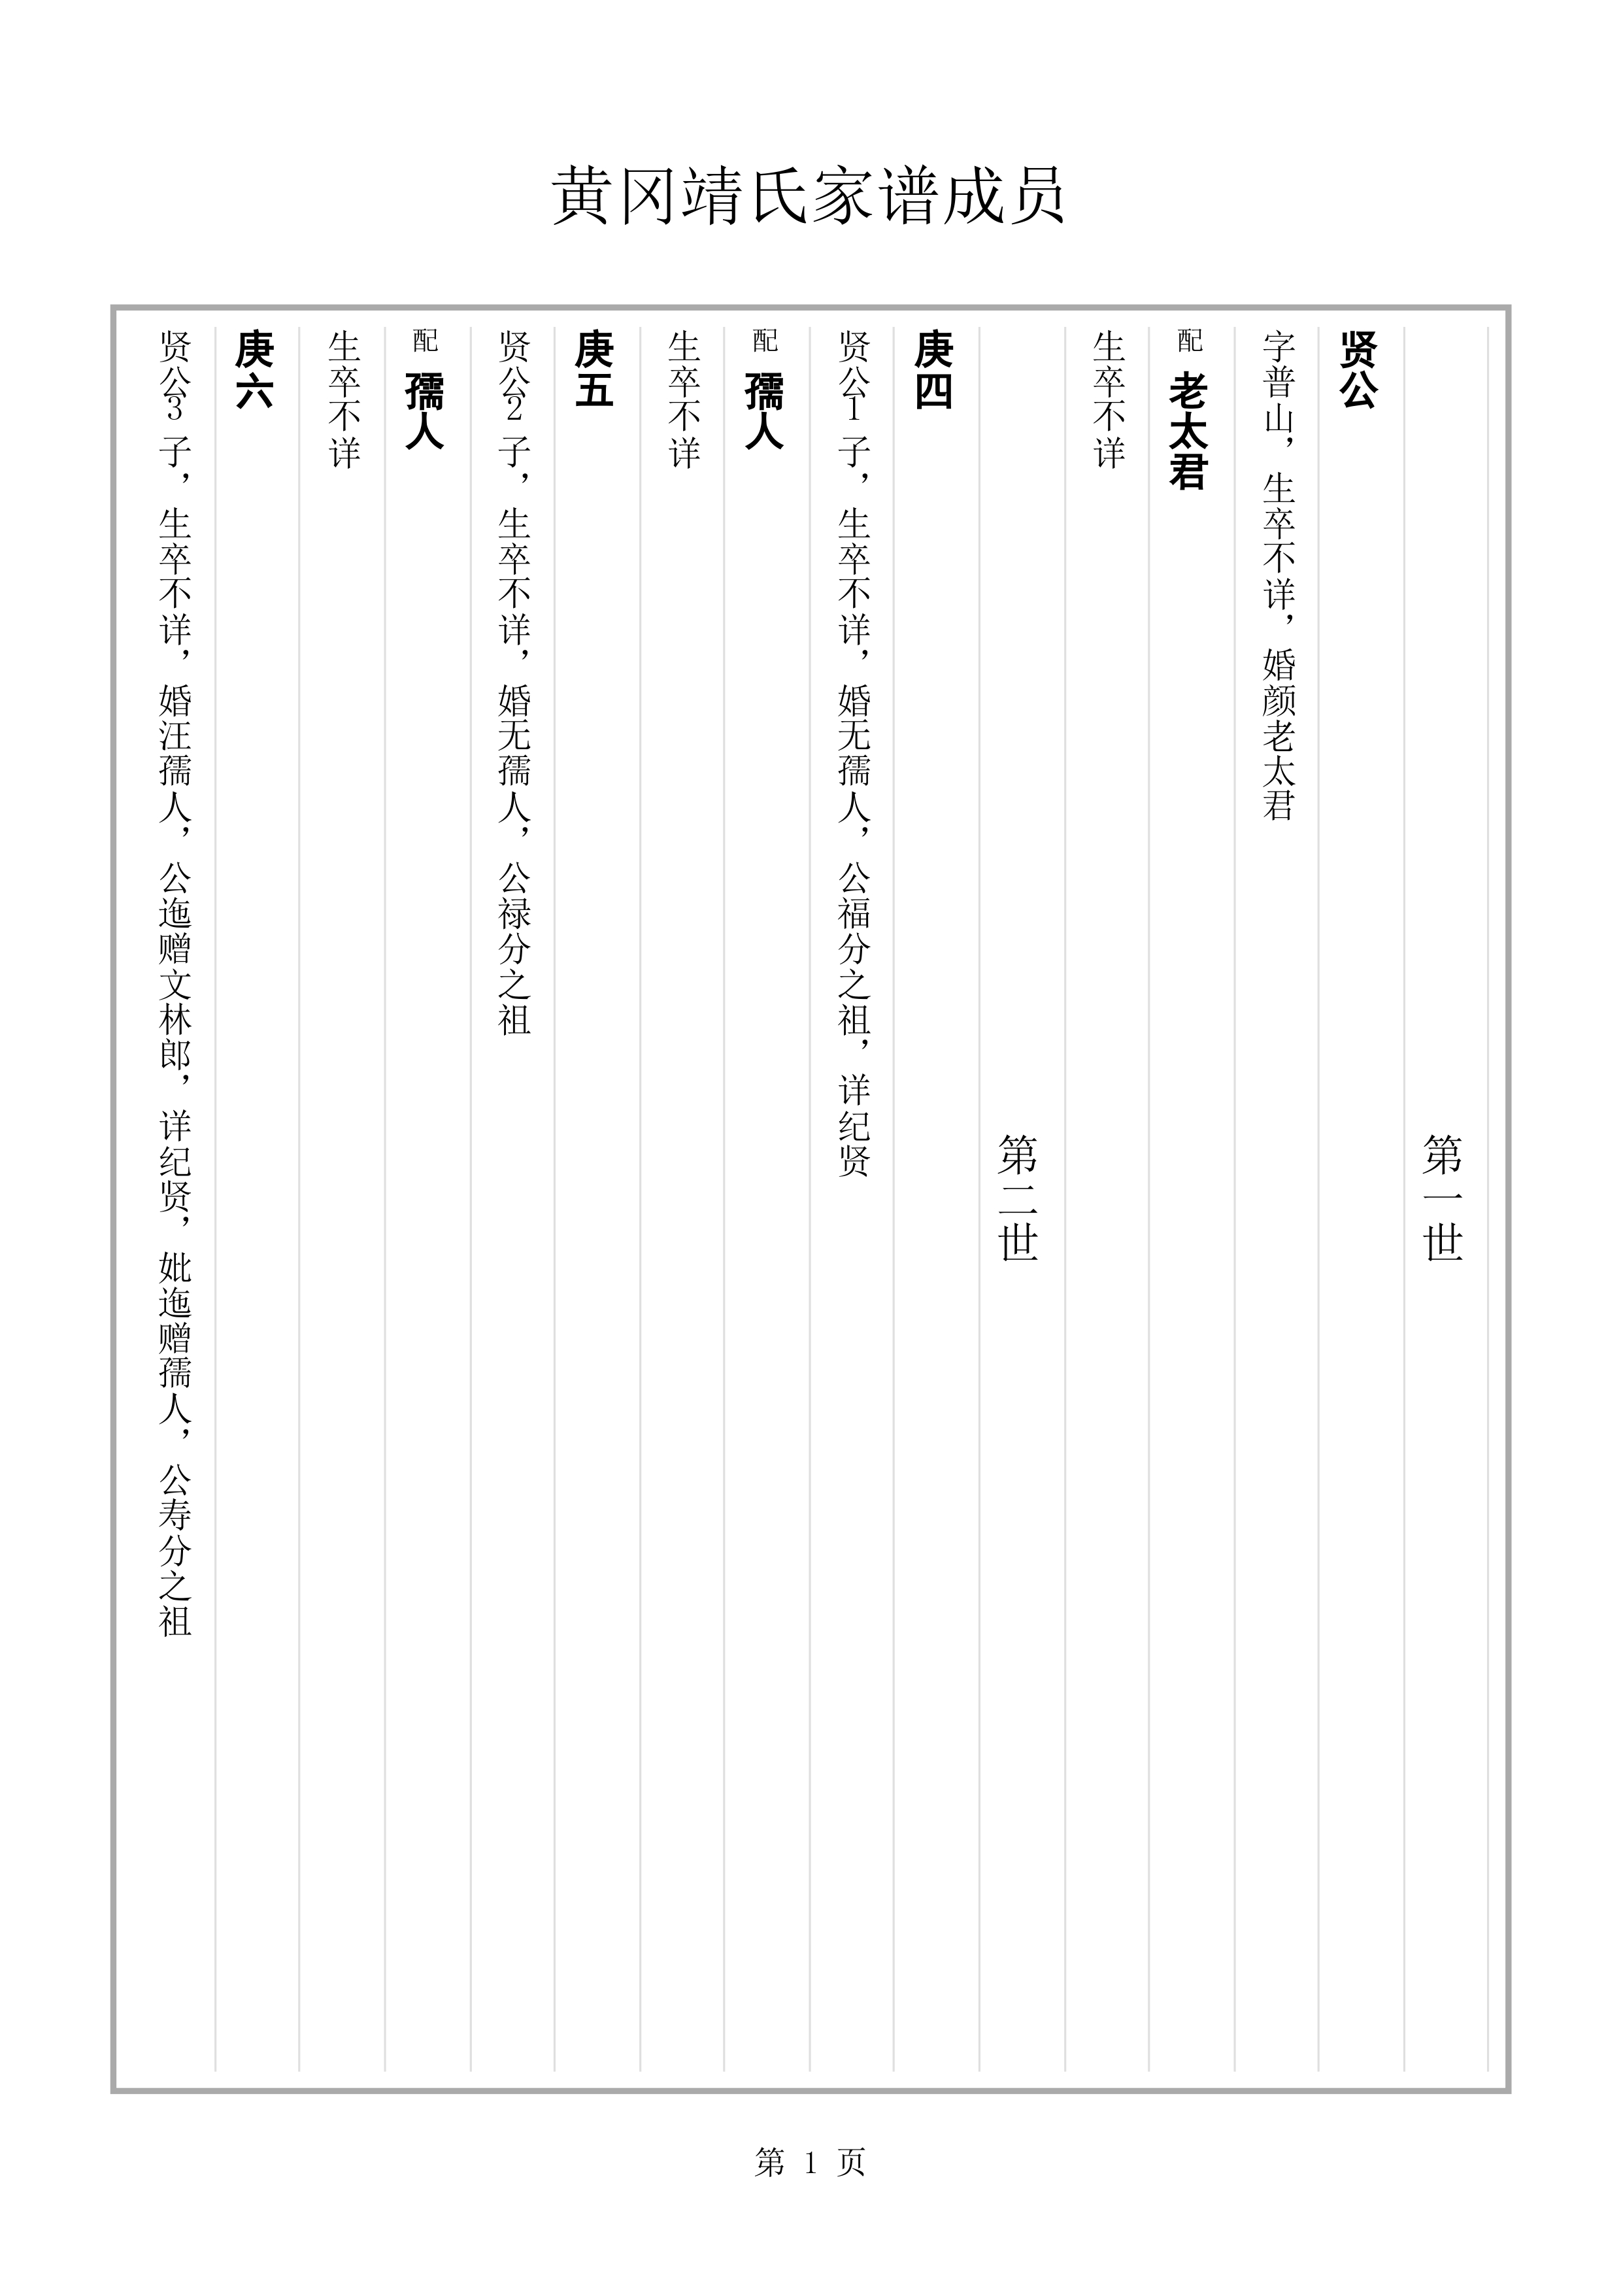 黄冈靖氏家谱成员
第一世
贤公
字普山，生卒不详，婚颜老太君
配 老太君
生卒不详
第二世
庚四
贤公1子，生卒不详，婚无孺人，公福分之祖，详纪贤
配 孺人
生卒不详
庚五
贤公2子，生卒不详，婚无孺人，公禄分之祖
配 孺人
生卒不详
庚六
贤公3子，生卒不详，婚汪孺人，公迤赠文林郎，详纪贤，妣迤赠孺人，公寿分之祖
第 1 页